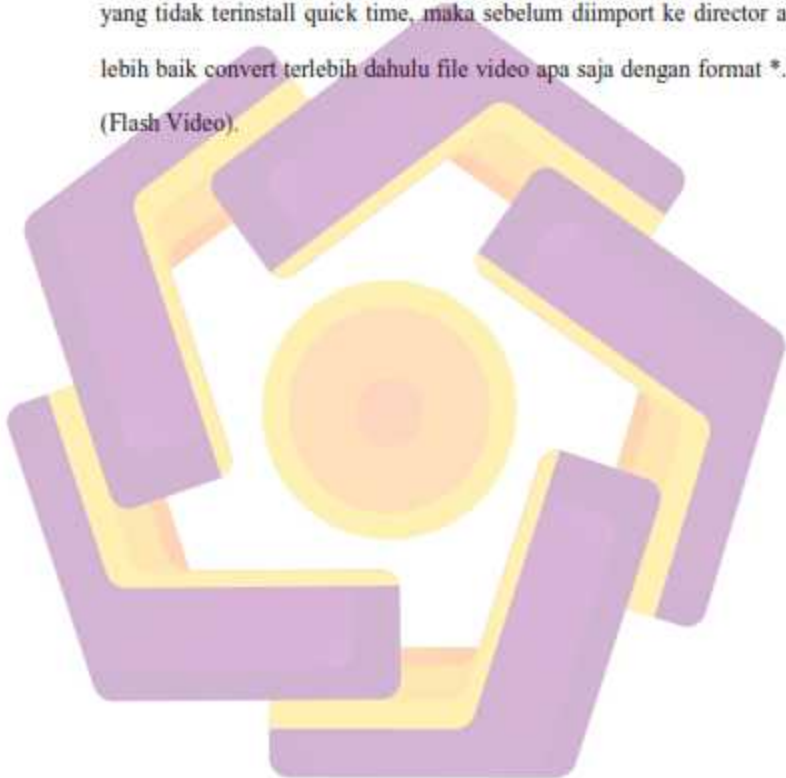 yang tidak terinstall quick time, maka sebelum diimport ke director a
lebih baik convert terlebih dahulu file video apa saja dengan format *.
(Flash Video).